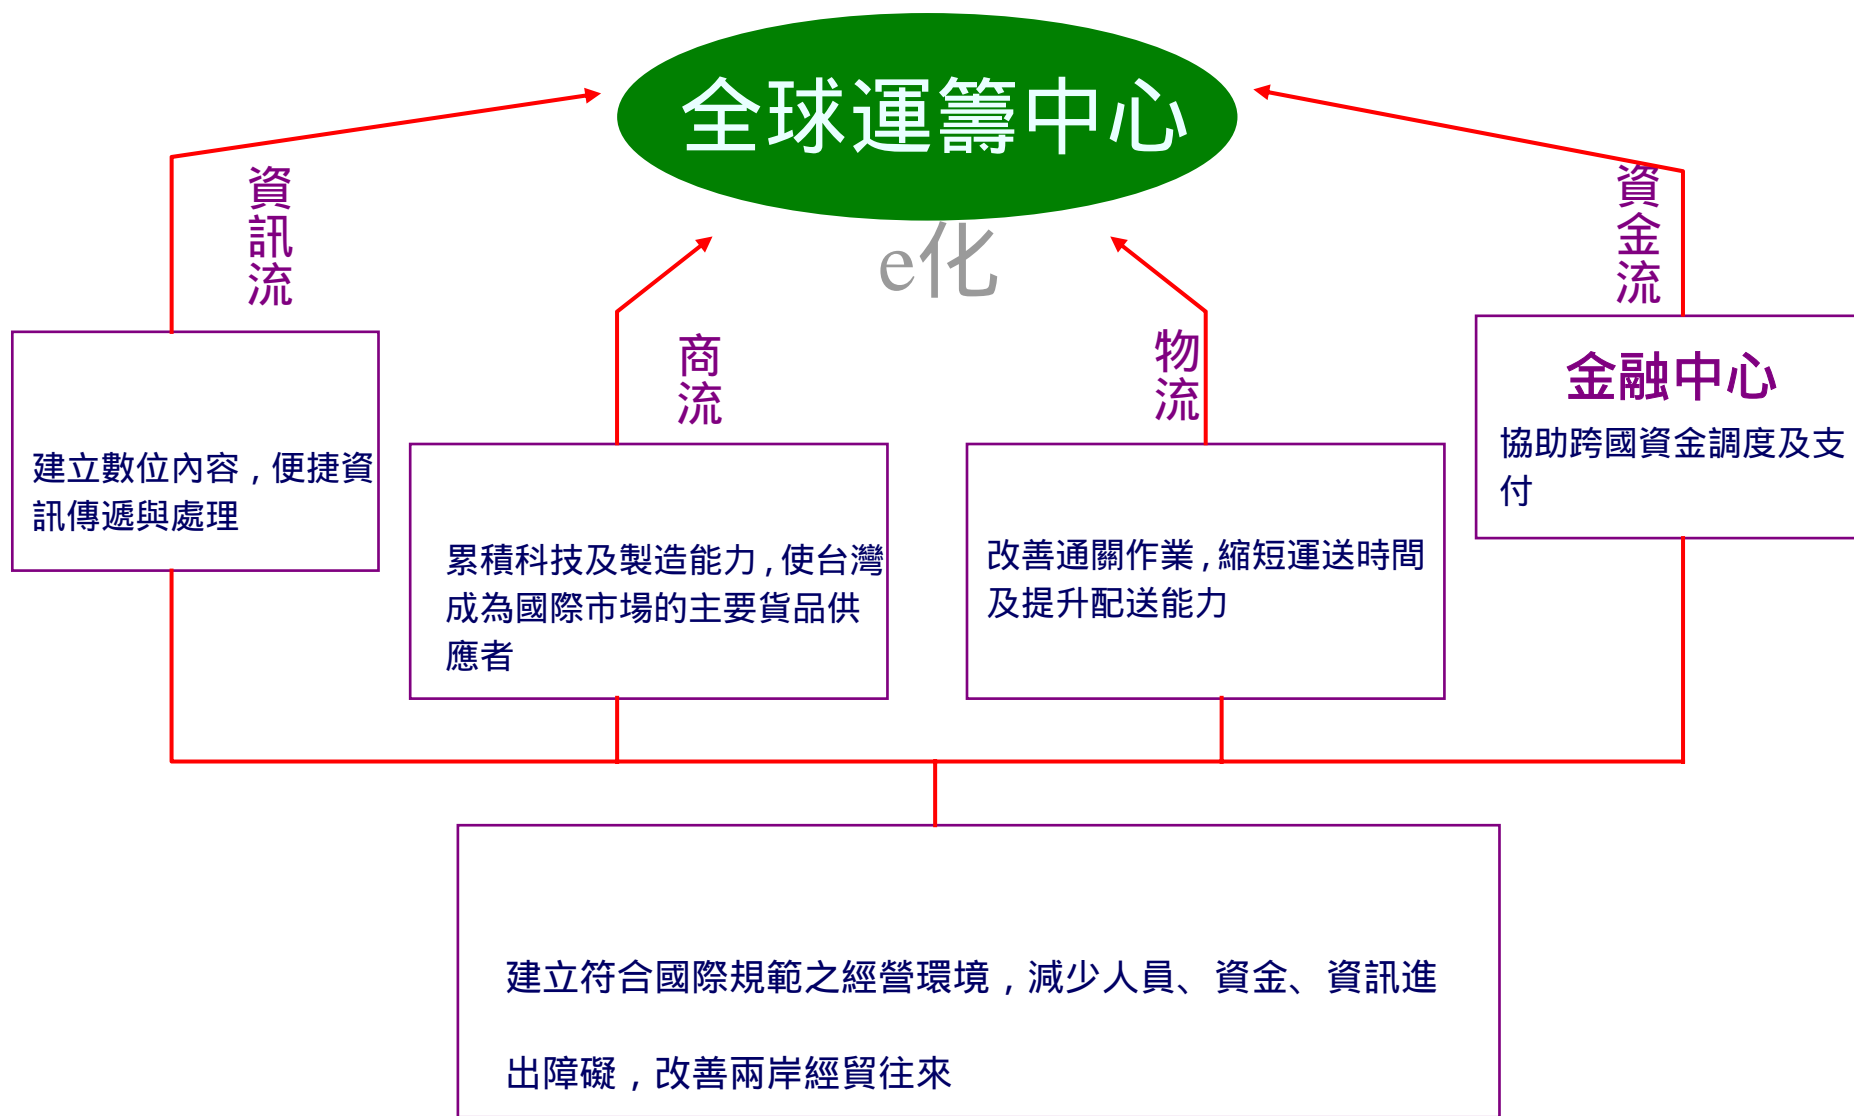 全球運籌中心
e化
資訊流
資金流
商流
物流
建立數位內容，便捷資
訊傳遞與處理
累積科技及製造能力，使台灣
成為國際市場的主要貨品供
應者
改善通關作業，縮短運送時間
及提升配送能力
金融中心
協助跨國資金調度及支
付
建立符合國際規範之經營環境，減少人員、資金、資訊進
出障礙，改善兩岸經貿往來